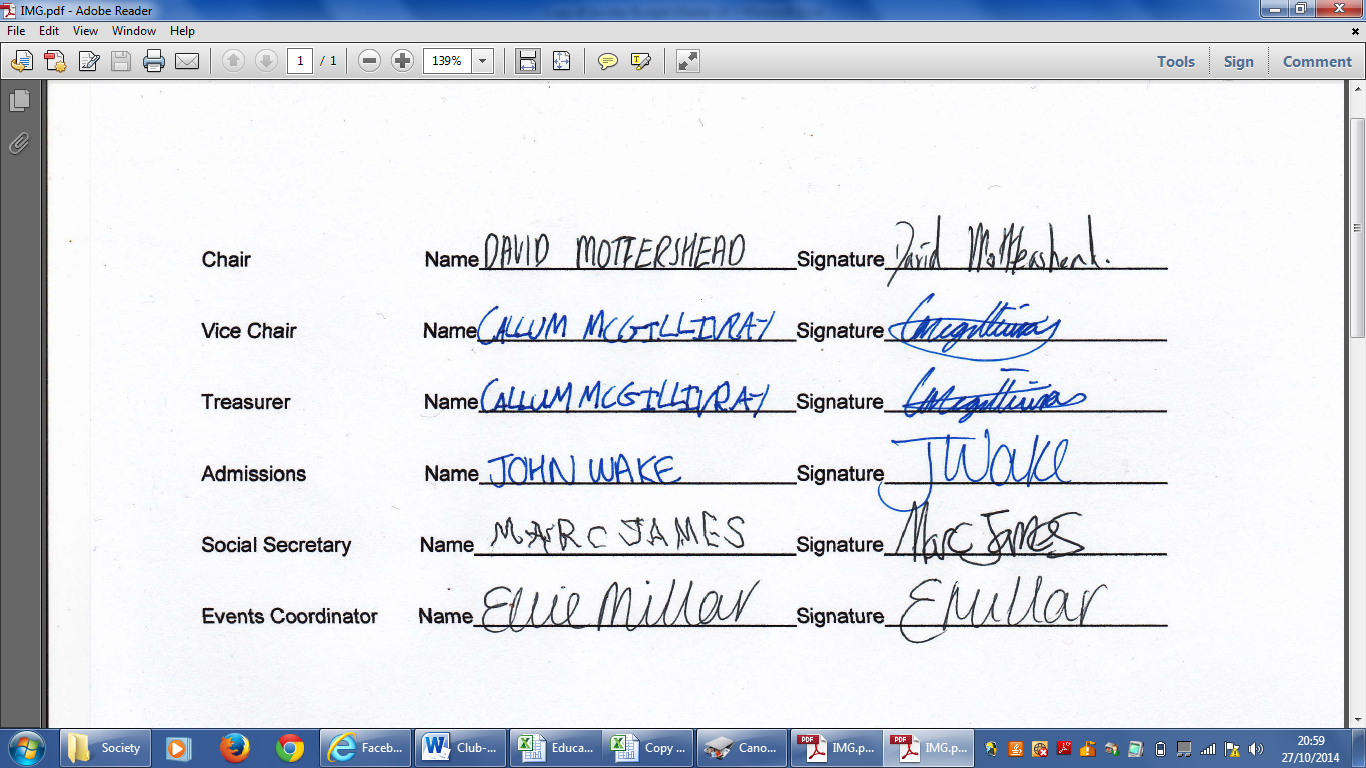 IMG.pdf - Adobe Reader
File Edit View Window Help
1 / 1 139% Tools Sign Comment
Chair Name DAVID MOTTERSHEAD Signature David Mottershead.
Vice Chair Name CALLUM MCGILLIVRAY Signature
Treasurer Name CALLUM MCGILLIVRAY Signature
Admissions Name JOHN WAKE Signature JWake
Social Secretary Name MARC JAMES Signature Marc James
Events Coordinator Name Ellie Millar Signature EMillar
Society Faceb... Club-... Educa... Copy ... Cano... IMG.p... IMG.p... 20:59
27/10/2014